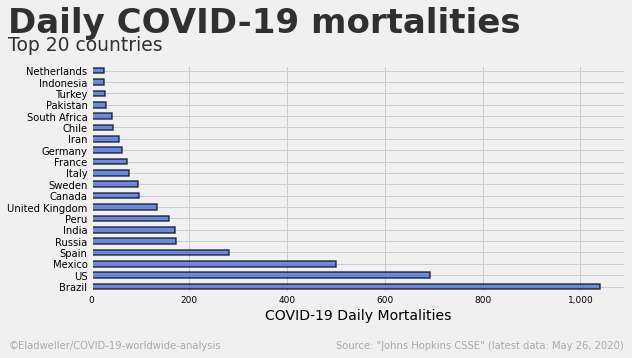 Daily COVID-19 mortalities
Top 20 countries
Netherlands
Indonesia
Turkey
Pakistan
South Africa
Chile
Iran
Germany
France
Italy
Sweden
Canada
United Kingdom
Peru
India
Russia
Spain
Mexico
US
Brazil
0 200 400 600 800 1,000
COVID-19 Daily Mortalities
©Eladweller/COVID-19-worldwide-analysis Source: "Johns Hopkins CSSE" (latest data: May 26, 2020)